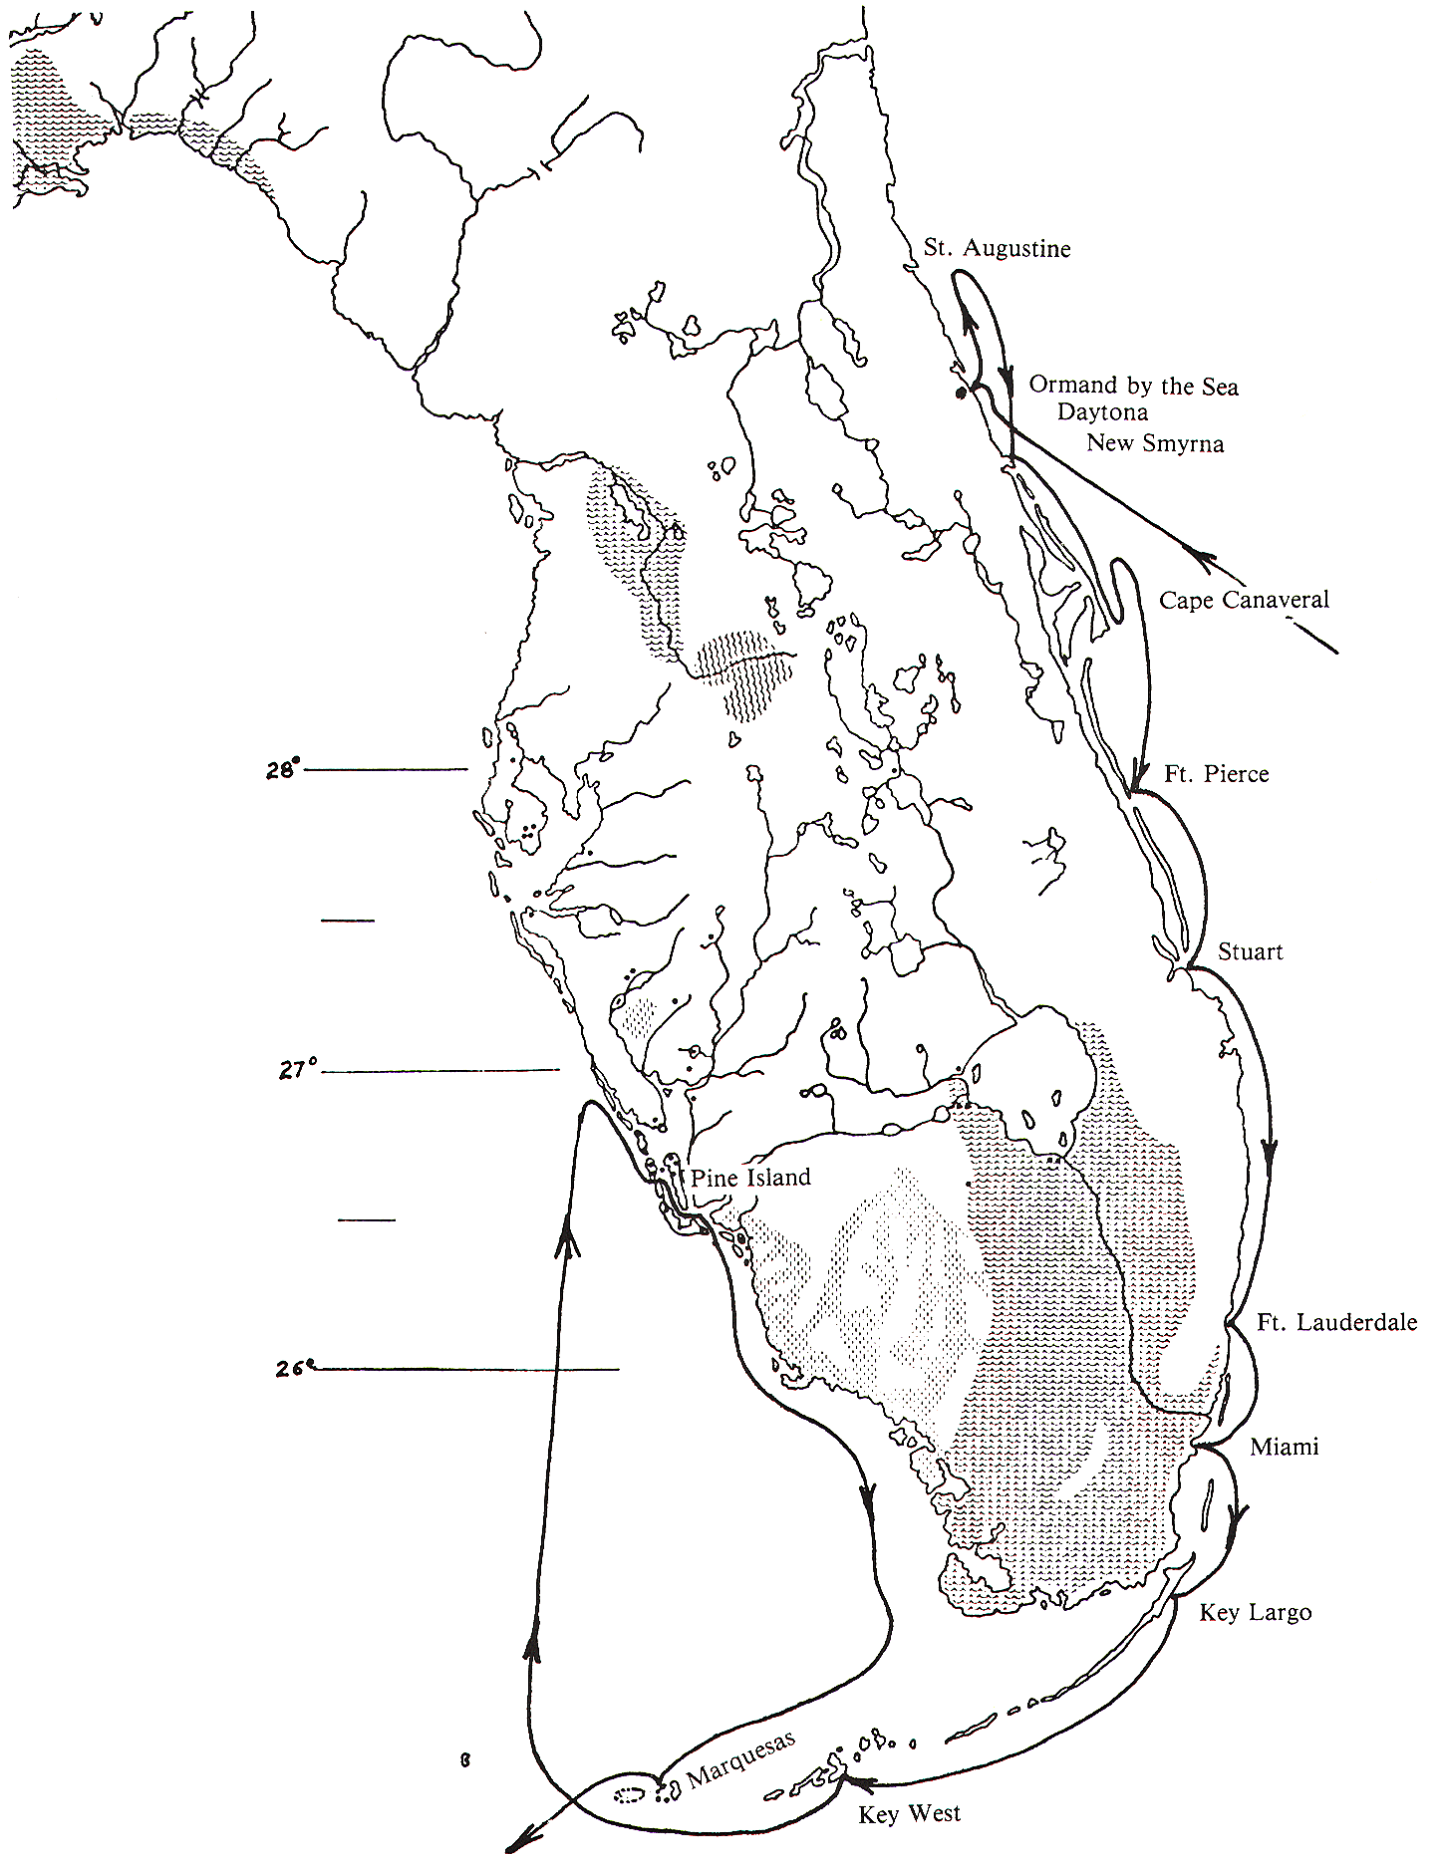 St. Augustine
Ormand by the Sea
Daytona
New Smyrna
Cape Canaveral
28°
Ft. Pierce
Stuart
27°
Pine Island
Ft. Lauderdale
26°
Miami
Key Largo
Marquesas
Key West